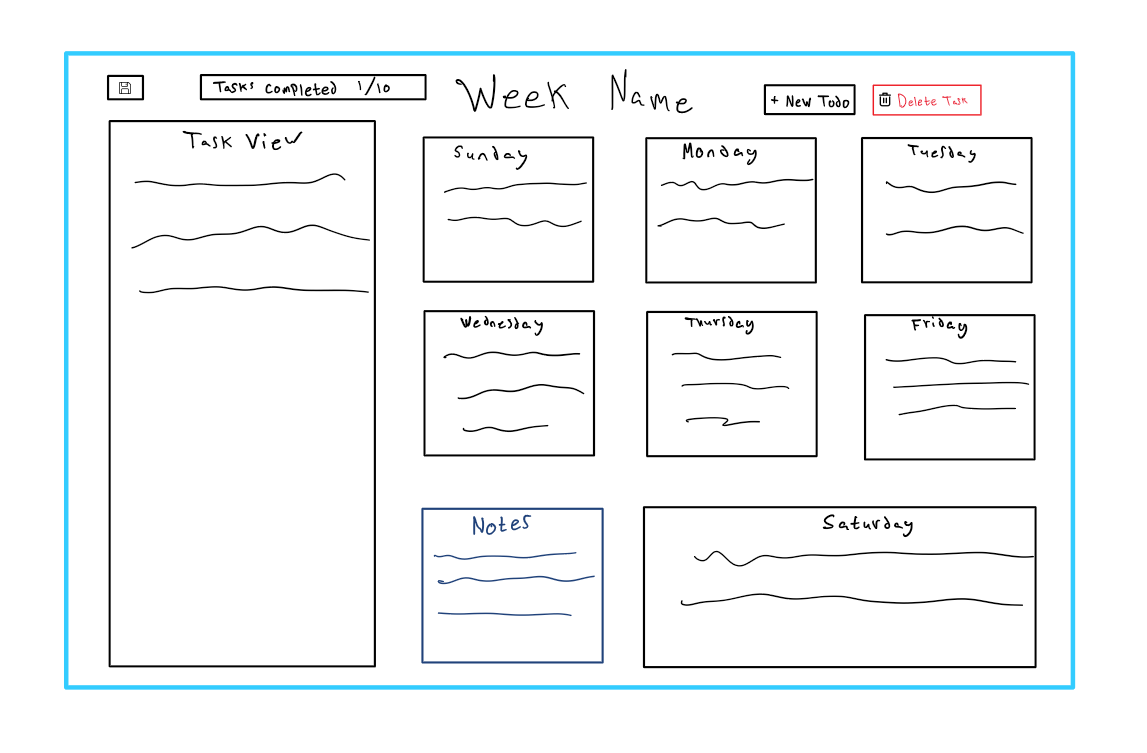 Tasks completed 1/10
Week Name
+ New Todo
Delete Task
Task View
Sunday
Monday
Tuesday
Wednesday
Thursday
Friday
Notes
Saturday